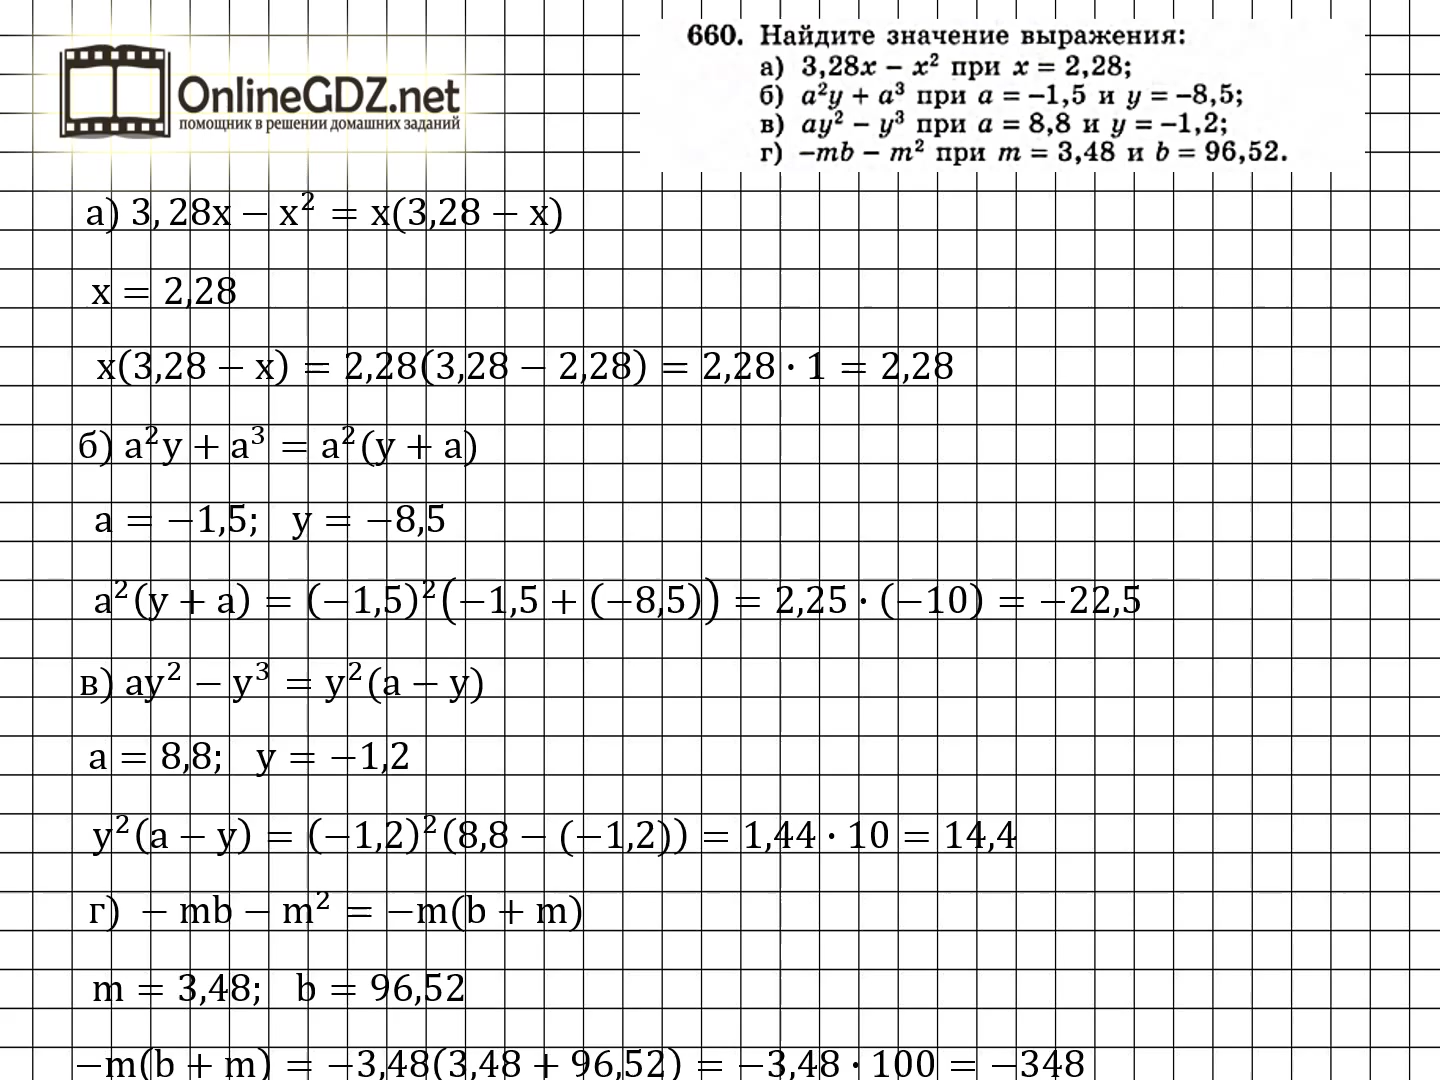 OnlineGDZ.net
помощник в решении домашних заданий
660. Найдите значение выражения:
а) 3,28x – x² при x = 2,28;
б) a²y + a³ при a = –1,5 и y = –8,5;
в) ay² – y³ при a = 8,8 и y = –1,2;
г) –mb – m² при m = 3,48 и b = 96,52.
а) 3,28x − x² = x(3,28 − x)
x = 2,28
x(3,28 − x) = 2,28(3,28 − 2,28) = 2,28 · 1 = 2,28
б) a²y + a³ = a²(y + a)
a = −1,5; y = −8,5
a²(y + a) = (−1,5)²(−1,5 + (−8,5)) = 2,25 · (−10) = −22,5
в) ay² − y³ = y²(a − y)
a = 8,8; y = −1,2
y²(a − y) = (−1,2)²(8,8 − (−1,2)) = 1,44 · 10 = 14,4
г) − mb − m² = −m(b + m)
m = 3,48; b = 96,52
−m(b + m) = −3,48(3,48 + 96,52) = −3,48 · 100 = −348